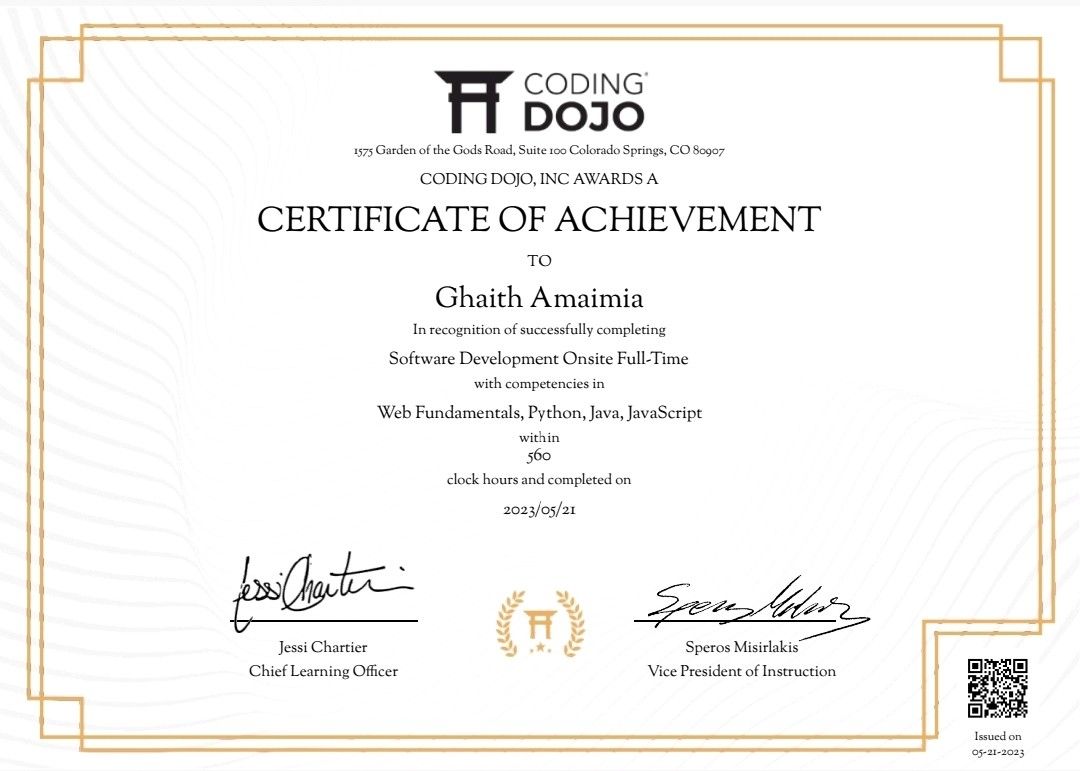 CODING
DOJO
1575 Garden of the Gods Road, Suite 100 Colorado Springs, CO 80907
CODING DOJO, INC AWARDS A
CERTIFICATE OF ACHIEVEMENT
TO
Ghaith Amaimia
In recognition of successfully completing
Software Development Onsite Full-Time
with competencies in
Web Fundamentals, Python, Java, JavaScript
within
560
clock hours and completed on
2023/05/21
Jessi Chartier
Jessi Chartier
Chief Learning Officer
Speros Misirlakis
Vice President of Instruction
Issued on
05-21-2023